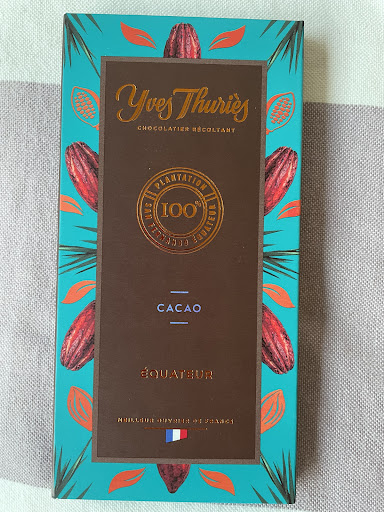 Yves Thuriès
CHOCOLATIER RÉCOLTANT
PLANTATION
100%
CACAO
ÉQUATEUR
MEILLEUR OUVRIER DE FRANCE